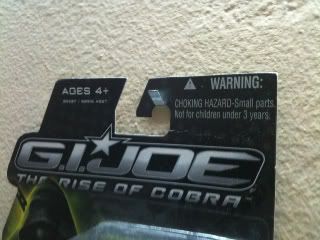 AGES 4+
WARNING:
CHOKING HAZARD-Small parts.
Not for children under 3 years.
G.I.JOE
THE RISE OF COBRA